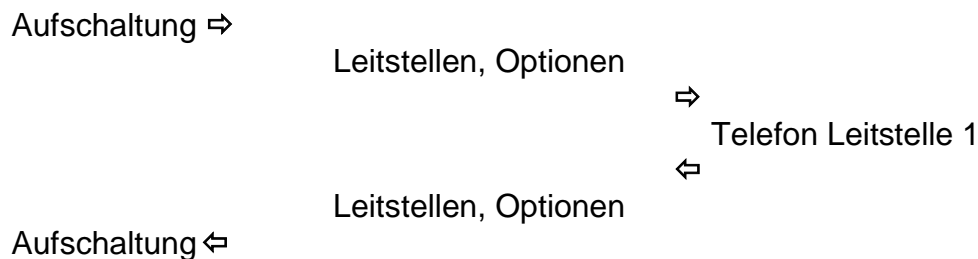 Aufschaltung ⇨
Leitstellen, Optionen
⇨
Telefon Leitstelle 1
⇦
Leitstellen, Optionen
Aufschaltung ⇦